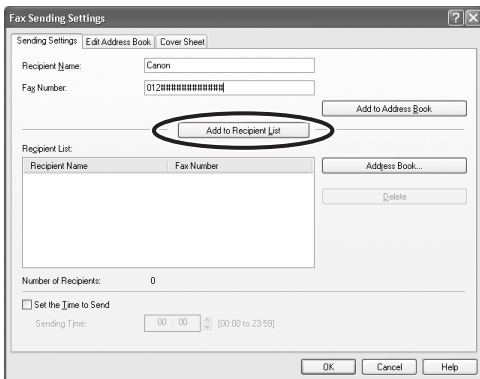 Fax Sending Settings
Sending Settings Edit Address Book Cover Sheet
Recipient Name: Canon
Fax Number: 012############
Add to Address Book
Add to Recipient List
Recipient List:
Recipient Name Fax Number
Address Book...
Delete
Number of Recipients: 0
Set the Time to Send
Sending Time: 00 : 00 [00:00 to 23:59]
OK Cancel Help